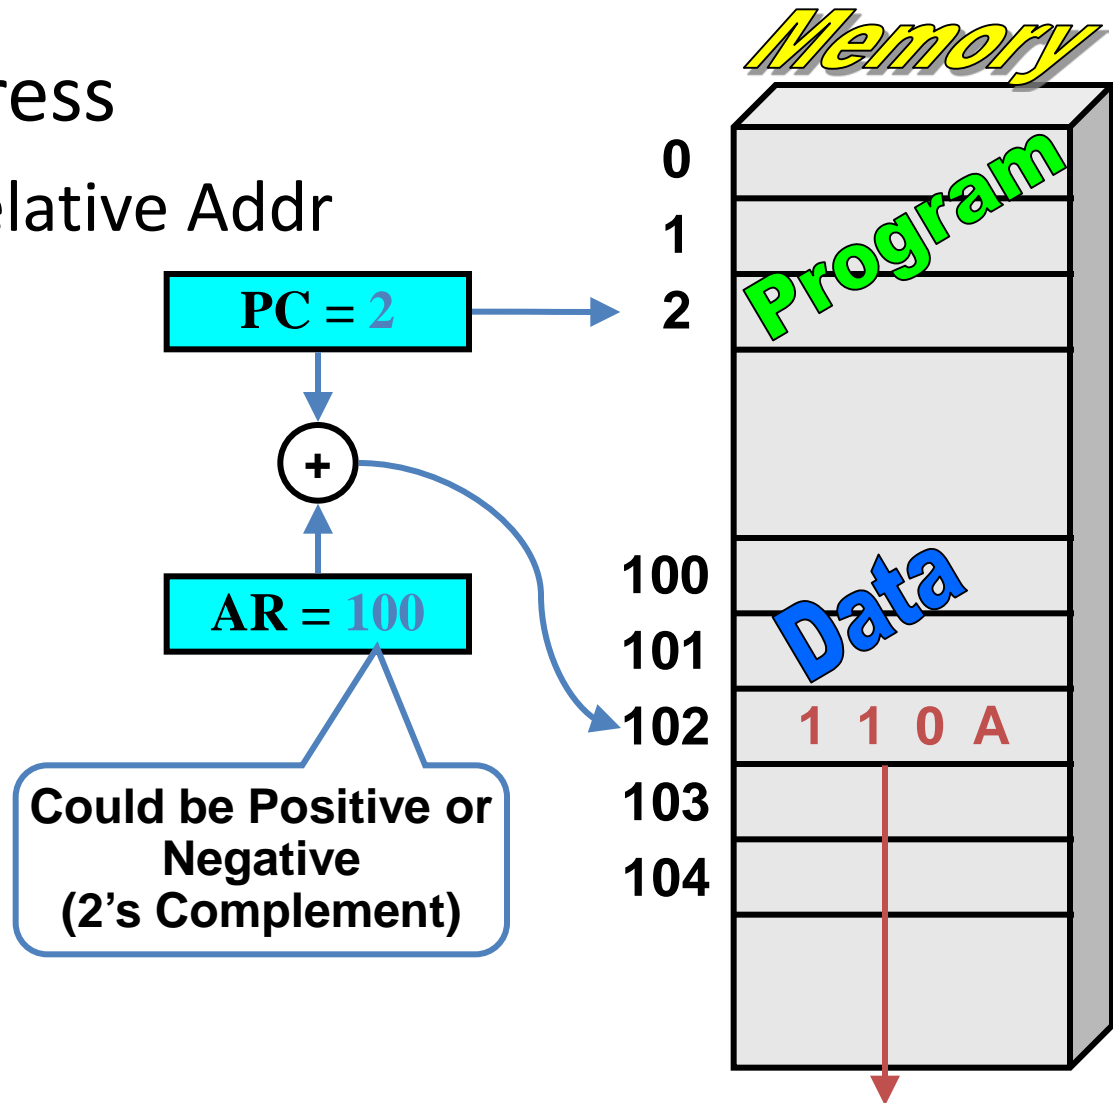 Memory
ress
elative Addr
0
Program
1
PC = 2
2
+
100
Data
AR = 100
101
102
1 1 0 A
103
Could be Positive or
Negative
(2’s Complement)
104